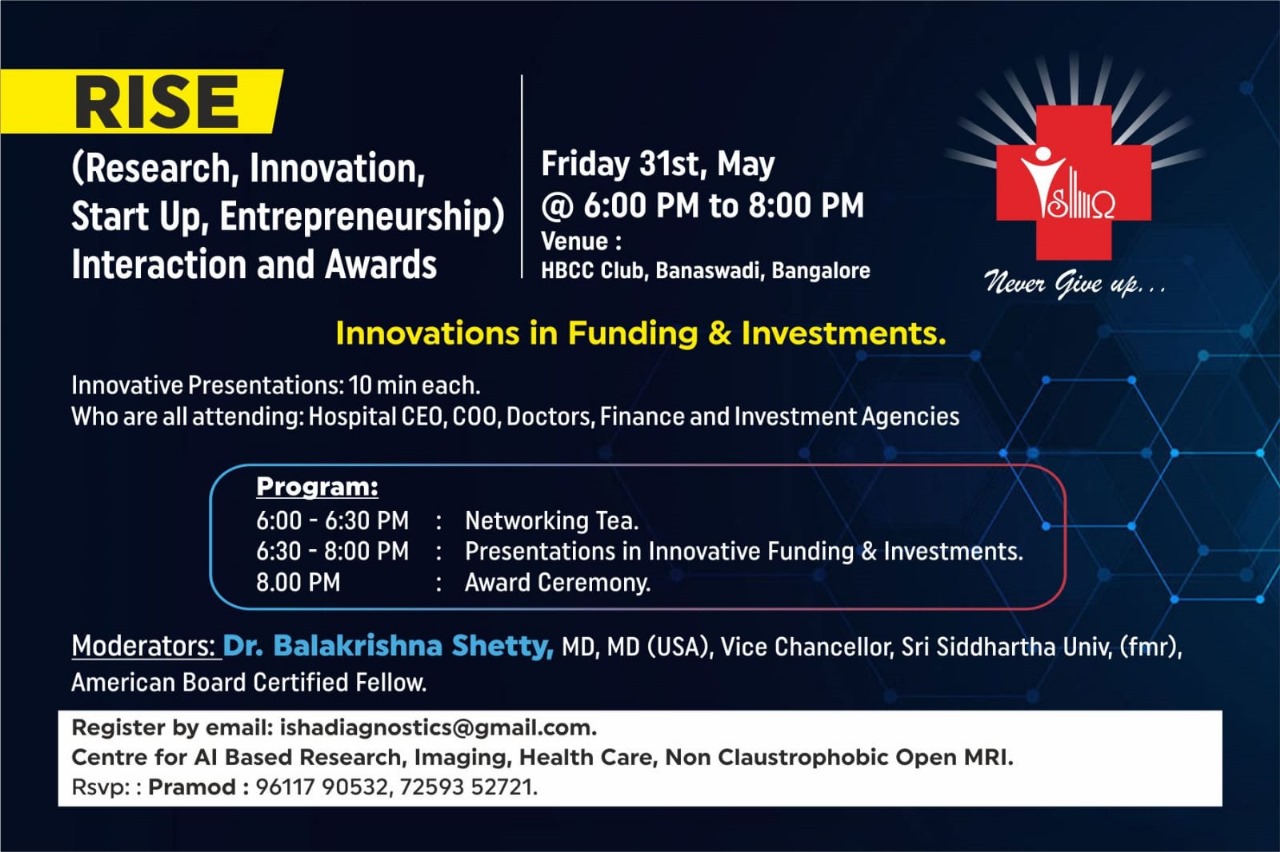 RISE
(Research, Innovation,
Start Up, Entrepreneurship)
Interaction and Awards
Friday 31st, May
@ 6:00 PM to 8:00 PM
Venue :
HBCC Club, Banaswadi, Bangalore
Never Give up...
Innovations in Funding & Investments.
Innovative Presentations: 10 min each.
Who are all attending: Hospital CEO, COO, Doctors, Finance and Investment Agencies
Program:
6:00 - 6:30 PM : Networking Tea.
6:30 - 8:00 PM : Presentations in Innovative Funding & Investments.
8.00 PM : Award Ceremony.
Moderators: Dr. Balakrishna Shetty, MD, MD (USA), Vice Chancellor, Sri Siddhartha Univ, (fmr),
American Board Certified Fellow.
Register by email: ishadiagnostics@gmail.com.
Centre for AI Based Research, Imaging, Health Care, Non Claustrophobic Open MRI.
Rsvp: : Pramod : 96117 90532, 72593 52721.